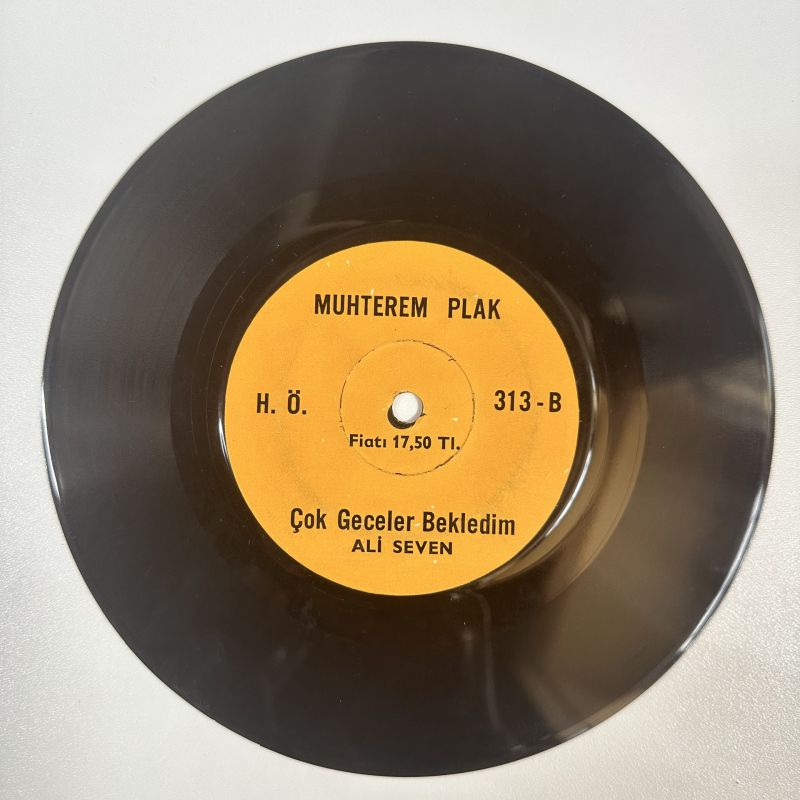 MUHTEREM PLAK
H. Ö. 313-B
Fiatı 17,50 Tl.
Çok Geceler Bekledim
ALİ SEVEN